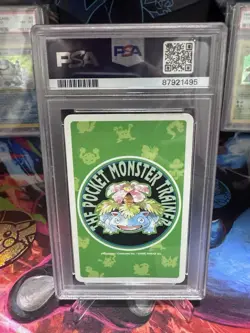 PSA
PSA
87921495
THE POCKET MONSTER TRAINER